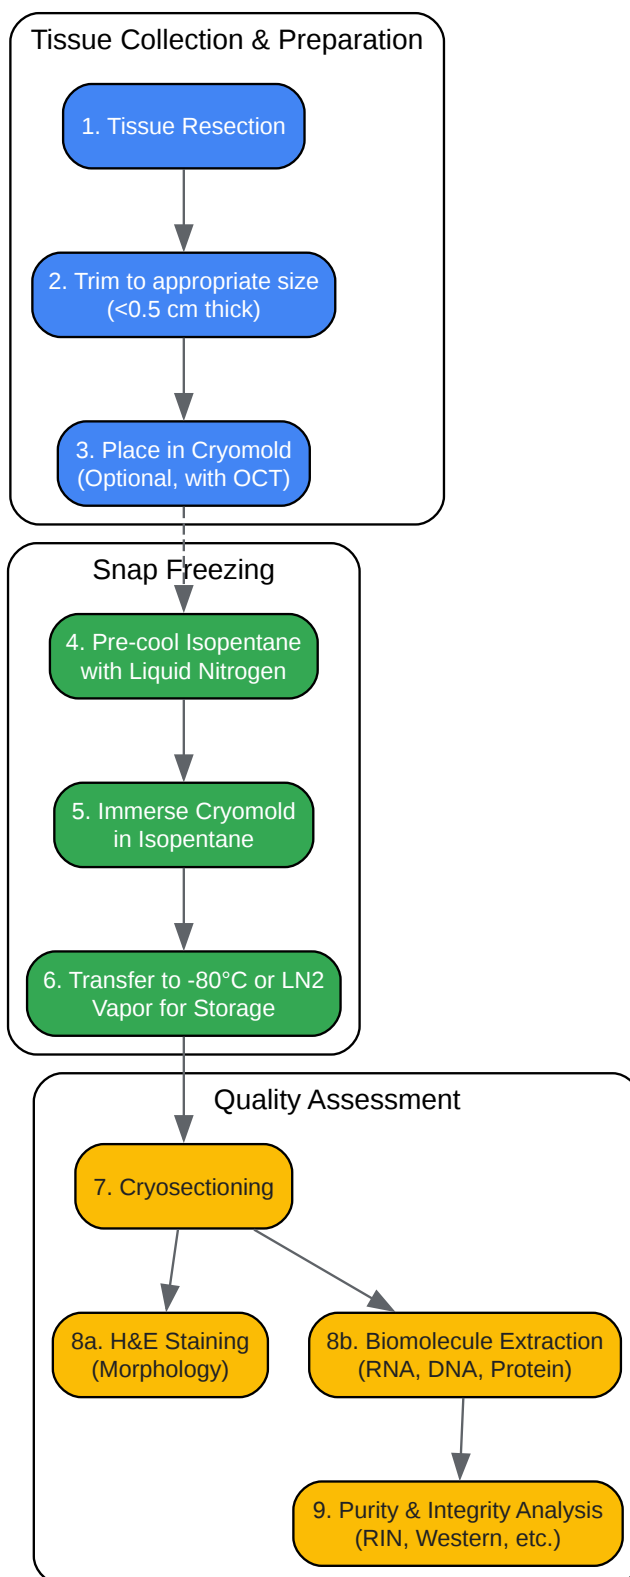 Tissue Collection & Preparation
1. Tissue Resection
2. Trim to appropriate size
(<0.5 cm thick)
3. Place in Cryomold
(Optional, with OCT)
Snap Freezing
4. Pre-cool Isopentane
with Liquid Nitrogen
5. Immerse Cryomold
in Isopentane
6. Transfer to -80°C or LN2
Vapor for Storage
Quality Assessment
7. Cryosectioning
8a. H&E Staining
(Morphology)
8b. Biomolecule Extraction
(RNA, DNA, Protein)
9. Purity & Integrity Analysis
(RIN, Western, etc.)